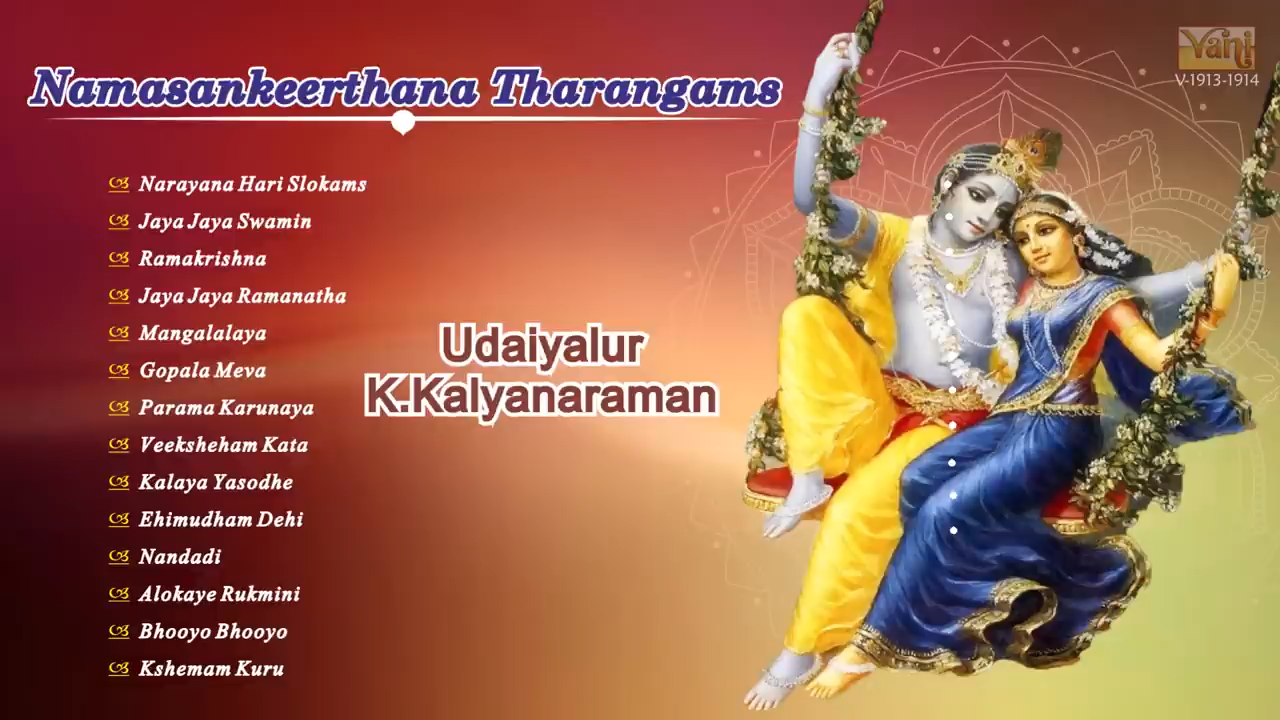 Namasankeerthana Tharangams
Vani
V-1913-1914
Narayana Hari Slokams
Jaya Jaya Swamin
Ramakrishna
Jaya Jaya Ramanatha
Mangalalaya
Gopala Meva
Parama Karunaya
Veeksheham Kata
Kalaya Yasodhe
Ehimudham Dehi
Nandadi
Alokaye Rukmini
Bhooyo Bhooyo
Kshemam Kuru
Udaiyalur
K.Kalyanaraman